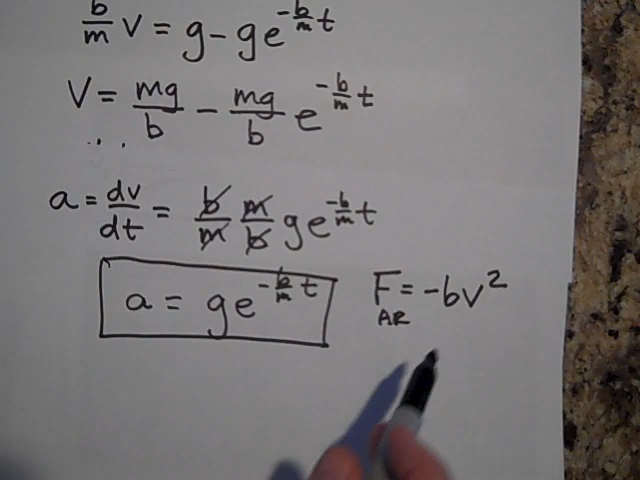 b/m v = g - ge^(-b/m t)
v = mg/b - mg/b e^(-b/m t)
. . .
a = dv/dt = b/m m/b ge^(-b/m t)
a = ge^(-b/m t)
F_AR = -bv²